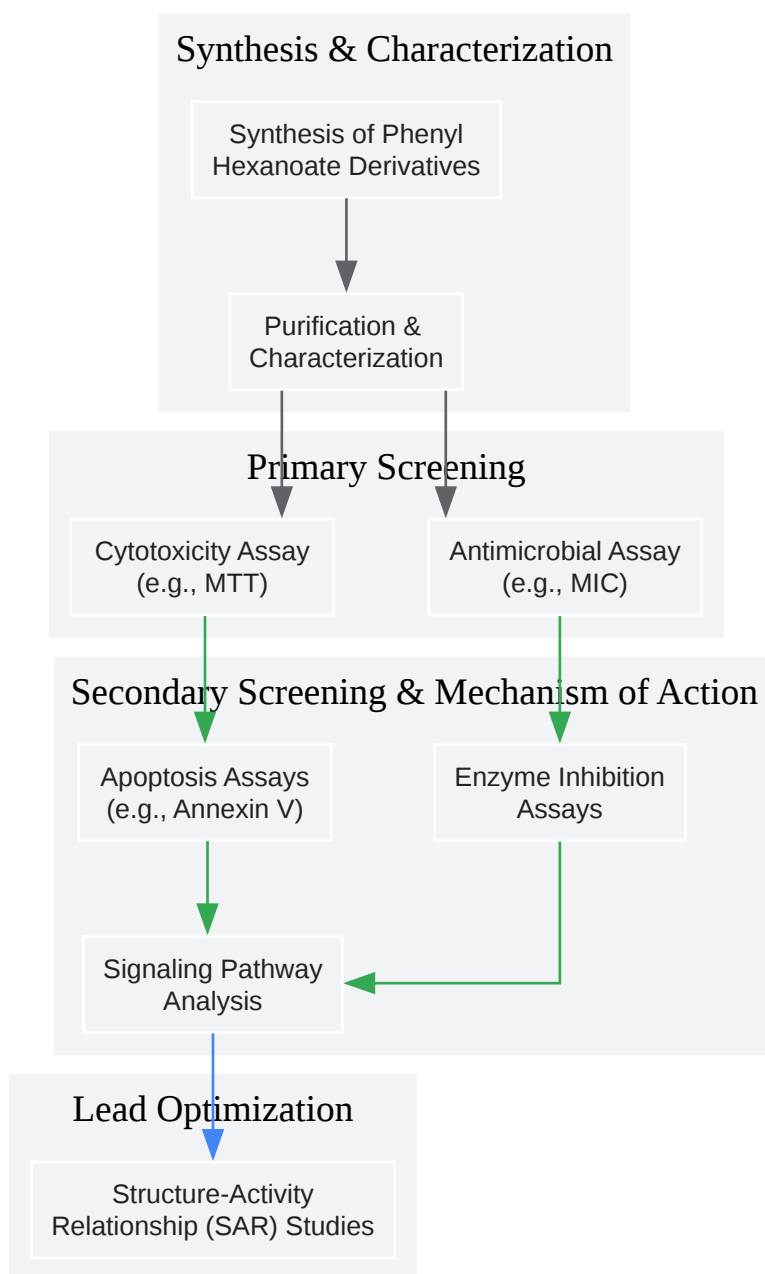 Synthesis & Characterization
Synthesis of Phenyl
Hexanoate Derivatives
Purification &
Characterization
Primary Screening
Cytotoxicity Assay
(e.g., MTT)
Antimicrobial Assay
(e.g., MIC)
Secondary Screening & Mechanism of Action
Apoptosis Assays
(e.g., Annexin V)
Enzyme Inhibition
Assays
Signaling Pathway
Analysis
Lead Optimization
Structure-Activity
Relationship (SAR) Studies